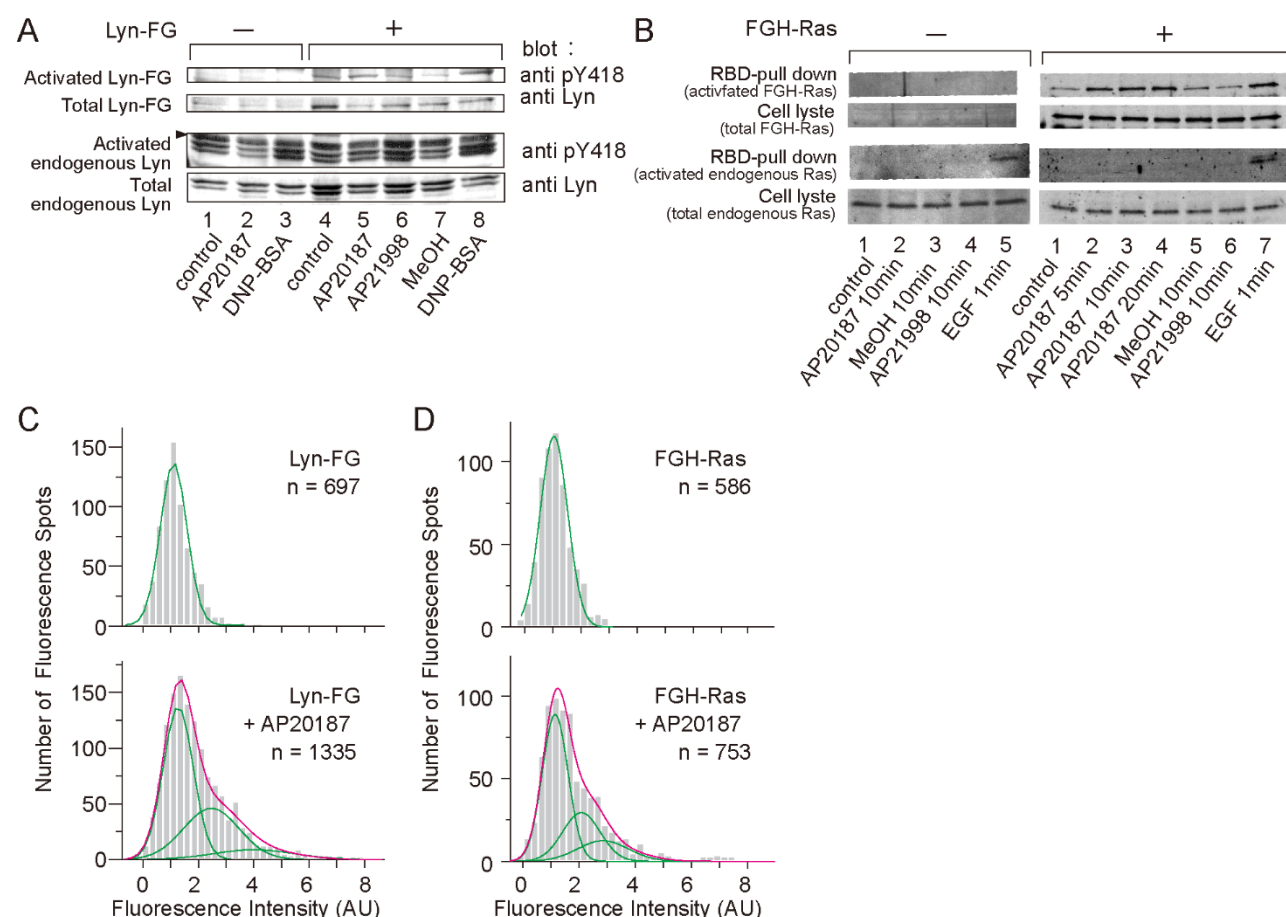 A
Lyn-FG
—
+
blot :
Activated Lyn-FG
anti pY418
Total Lyn-FG
anti Lyn
Activated
endogenous Lyn
anti pY418
Total
endogenous Lyn
anti Lyn
1 2 3 4 5 6 7 8
control
AP20187
DNP-BSA
control
AP20187
AP21998
MeOH
DNP-BSA
B
FGH-Ras
—
+
RBD-pull down
(activfated FGH-Ras)
Cell lyste
(total FGH-Ras)
RBD-pull down
(activated endogenous Ras)
Cell lyste
(total endogenous Ras)
1 2 3 4 5 1 2 3 4 5 6 7
control
AP20187 10min
MeOH 10min
AP21998 10min
EGF 1min
control
AP20187 5min
AP20187 10min
AP20187 20min
MeOH 10min
AP21998 10min
EGF 1min
C
Number of Fluorescence Spots
150
100
50
0
Lyn-FG
n = 697
150
100
50
0
Lyn-FG
+ AP20187
n = 1335
0 2 4 6 8
Fluorescence Intensity (AU)
D
Number of Fluorescence Spots
100
50
0
FGH-Ras
n = 586
100
50
0
FGH-Ras
+ AP20187
n = 753
0 2 4 6 8
Fluorescence Intensity (AU)